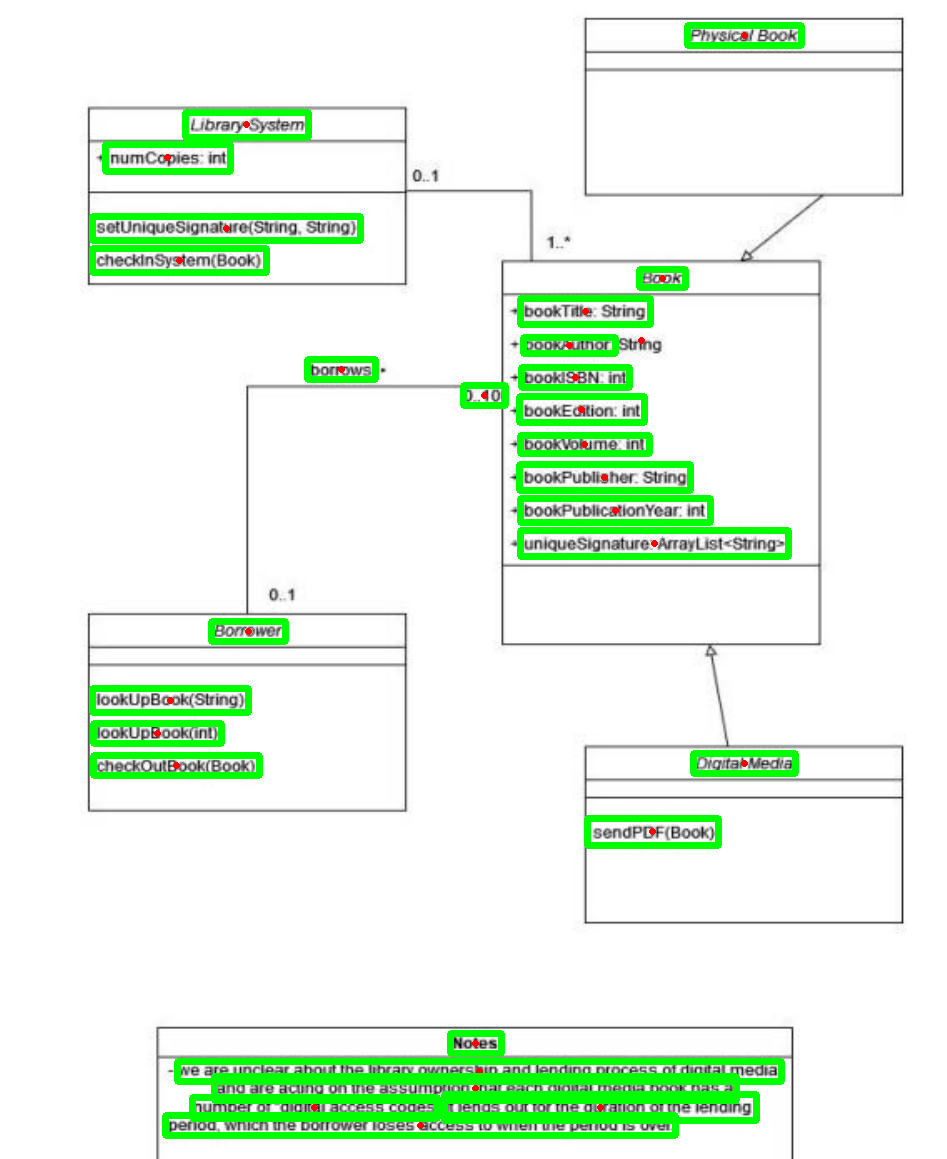 Physical Book
Library System
+ numCopies: int
setUniqueSignature(String, String)
checkInSystem(Book)
0..1
1..*
Book
+ bookTitle: String
+ bookAuthor: String
+ bookISBN: int
+ bookEdition: int
+ bookVolume: int
+ bookPublisher: String
+ bookPublicationYear: int
+ uniqueSignature: ArrayList<String>
borrows
0..10
0..1
Borrower
lookUpBook(String)
lookUpBook(int)
checkOutBook(Book)
Digital Media
sendPDF(Book)
Notes
- we are unclear about the library ownership and lending process of digital media
and are acting on the assumption that each digital media book has a
number of "digital access codes" it lends out for the duration of the lending
period, which the borrower loses access to when the period is over